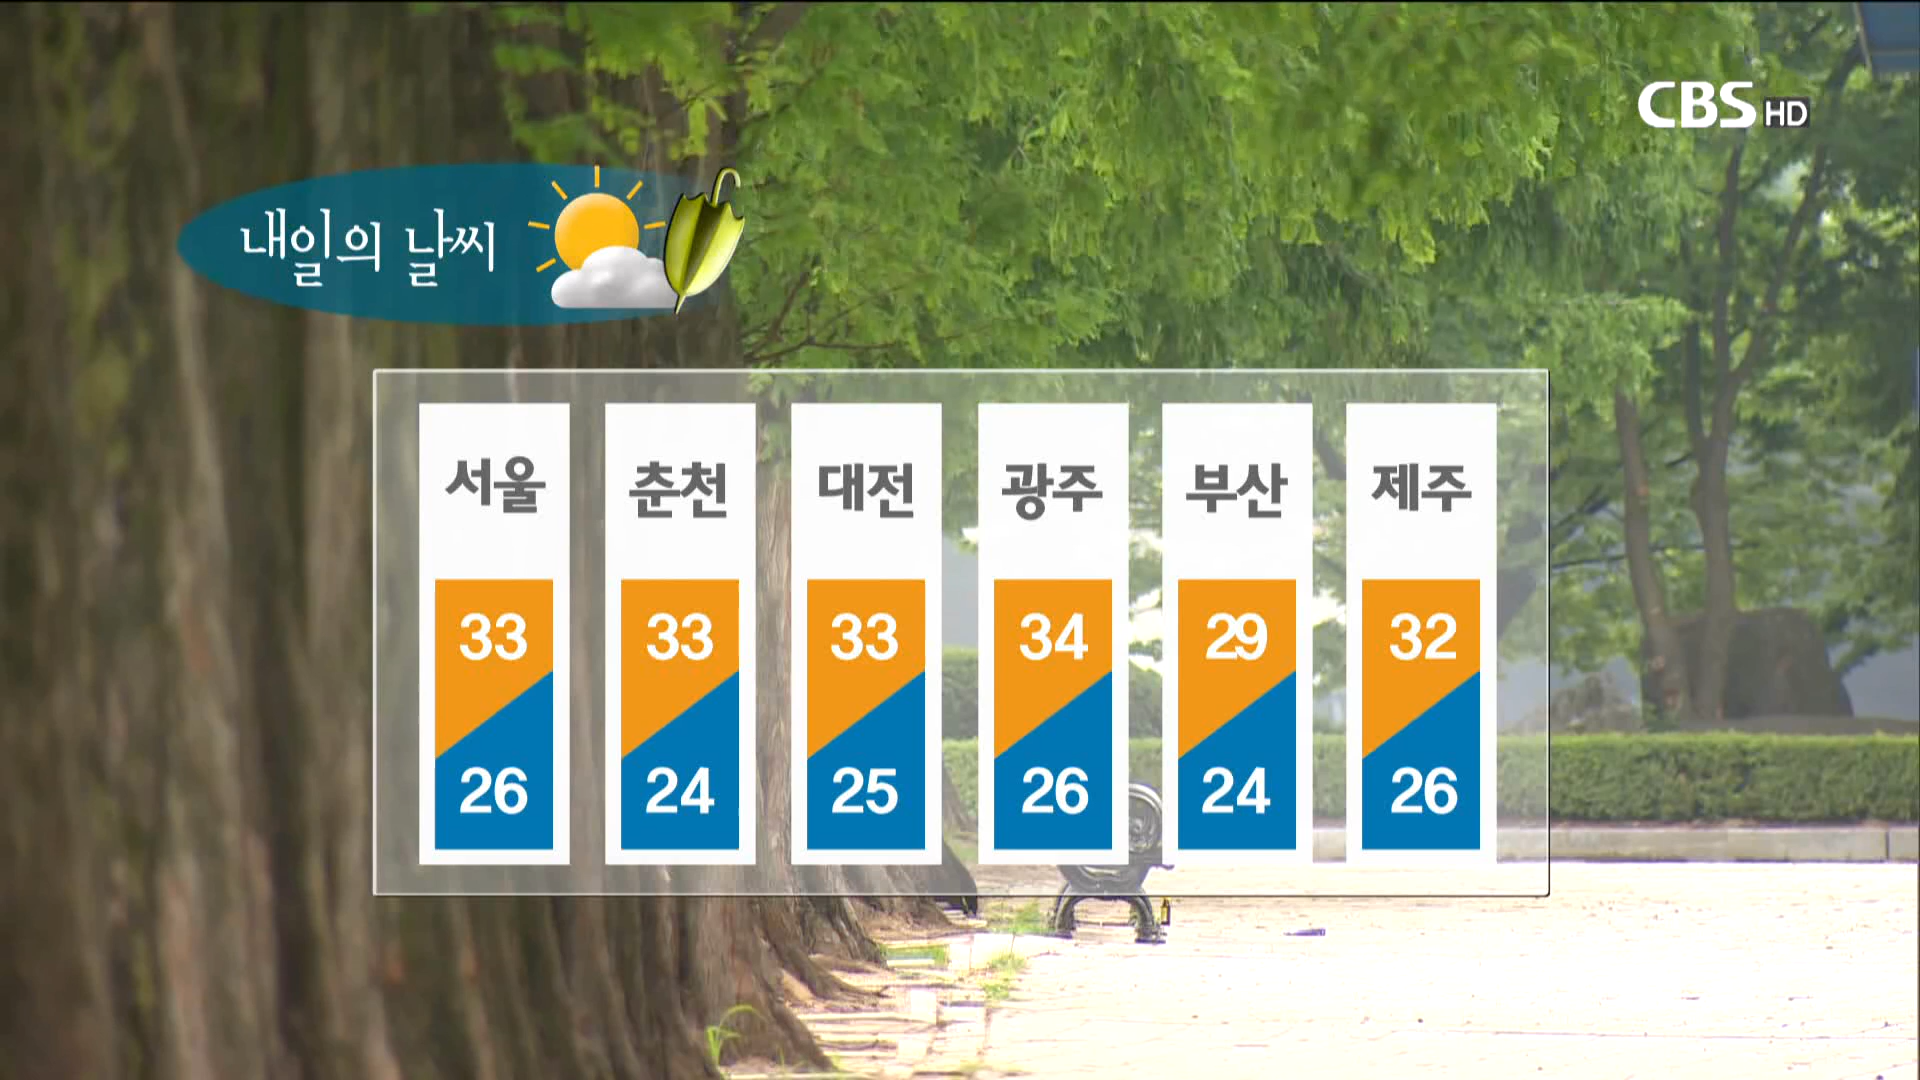 CBS HD
내일의 날씨
서울 춘천 대전 광주 부산 제주
33 33 33 34 29 32
26 24 25 26 24 26